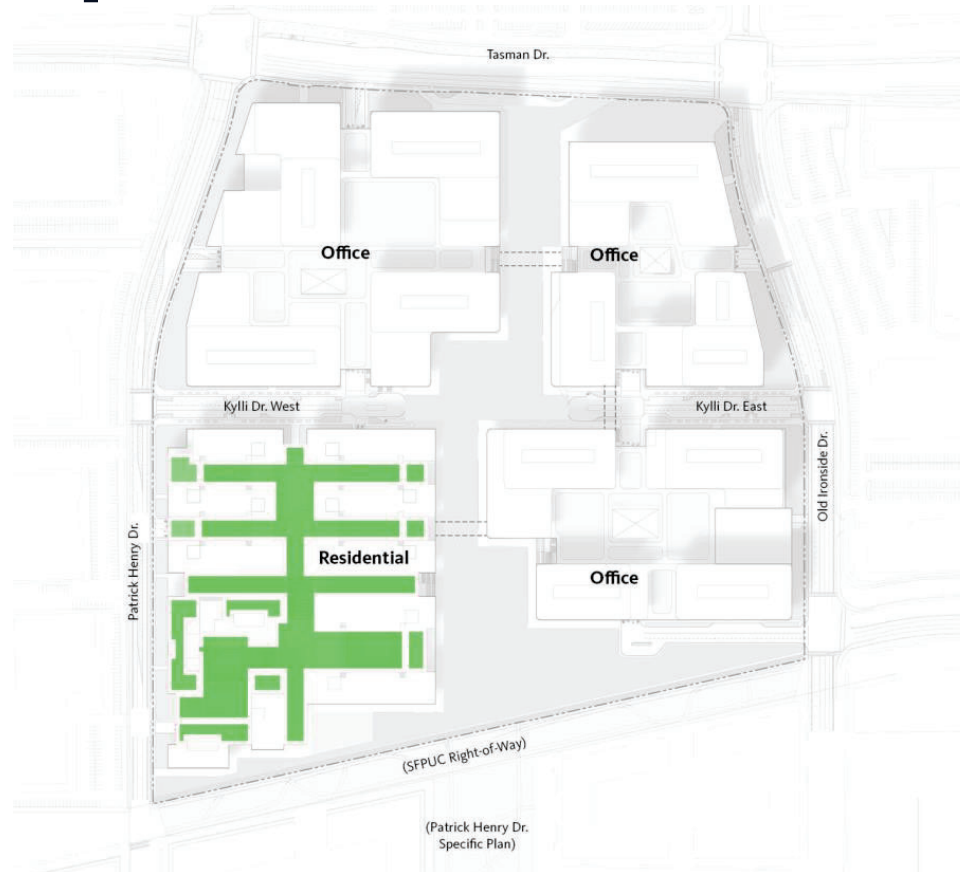 Tasman Dr.
Office
Office
Kylli Dr. West
Kylli Dr. East
Old Ironside Dr.
Patrick Henry Dr.
Residential
Office
(SFPUC Right-of-Way)
(Patrick Henry Dr.
Specific Plan)